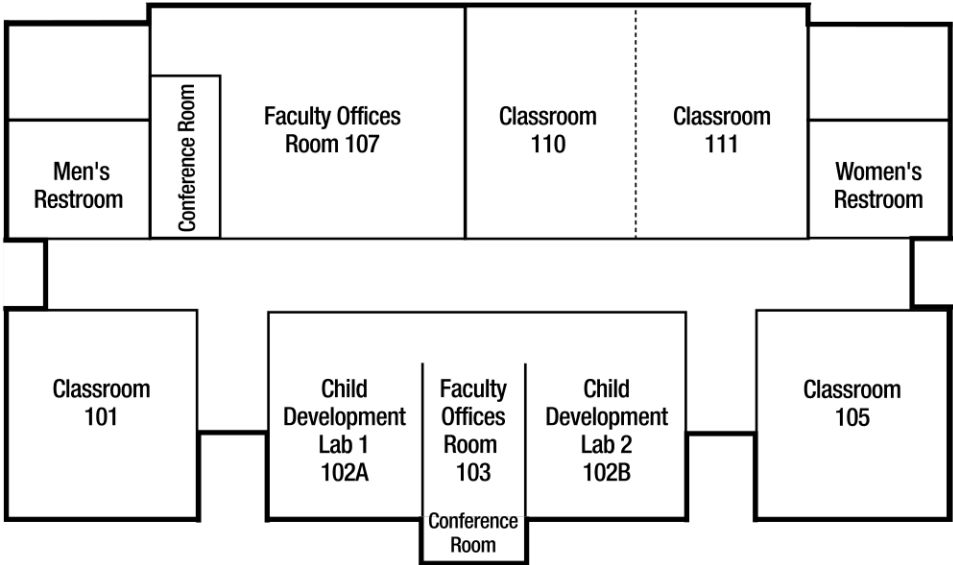 Faculty Offices
Room 107
Classroom
110
Classroom
111
Conference Room
Men's
Restroom
Women's
Restroom
Classroom
101
Child
Development
Lab 1
102A
Faculty
Offices
Room
103
Child
Development
Lab 2
102B
Classroom
105
Conference
Room